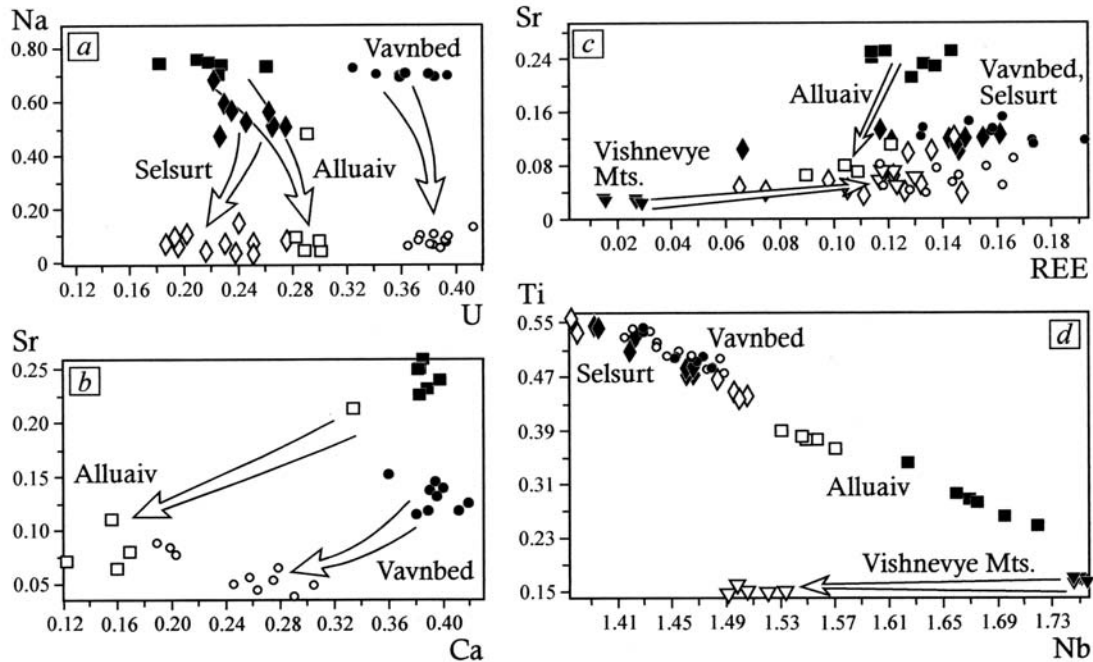 Na
a
0.80
0.60
0.40
0.20
0
Vavnbed
Selsurt
Alluaiv
0.12 0.16 0.20 0.24 0.28 0.32 0.36 0.40
U
Sr
b
0.25
0.15
0.05
Alluaiv
Vavnbed
0.12 0.16 0.20 0.24 0.28 0.32 0.36 0.40
Ca
Sr
c
0.24
0.16
0.08
0
Alluaiv
Vavnbed,
Selsurt
Vishnevye
Mts.
0.02 0.04 0.06 0.08 0.10 0.12 0.14 0.16 0.18
REE
Ti
d
0.55
0.47
0.39
0.31
0.23
0.15
Vavnbed
Selsurt
Alluaiv
Vishnevye Mts.
1.41 1.45 1.49 1.53 1.57 1.61 1.65 1.69 1.73
Nb